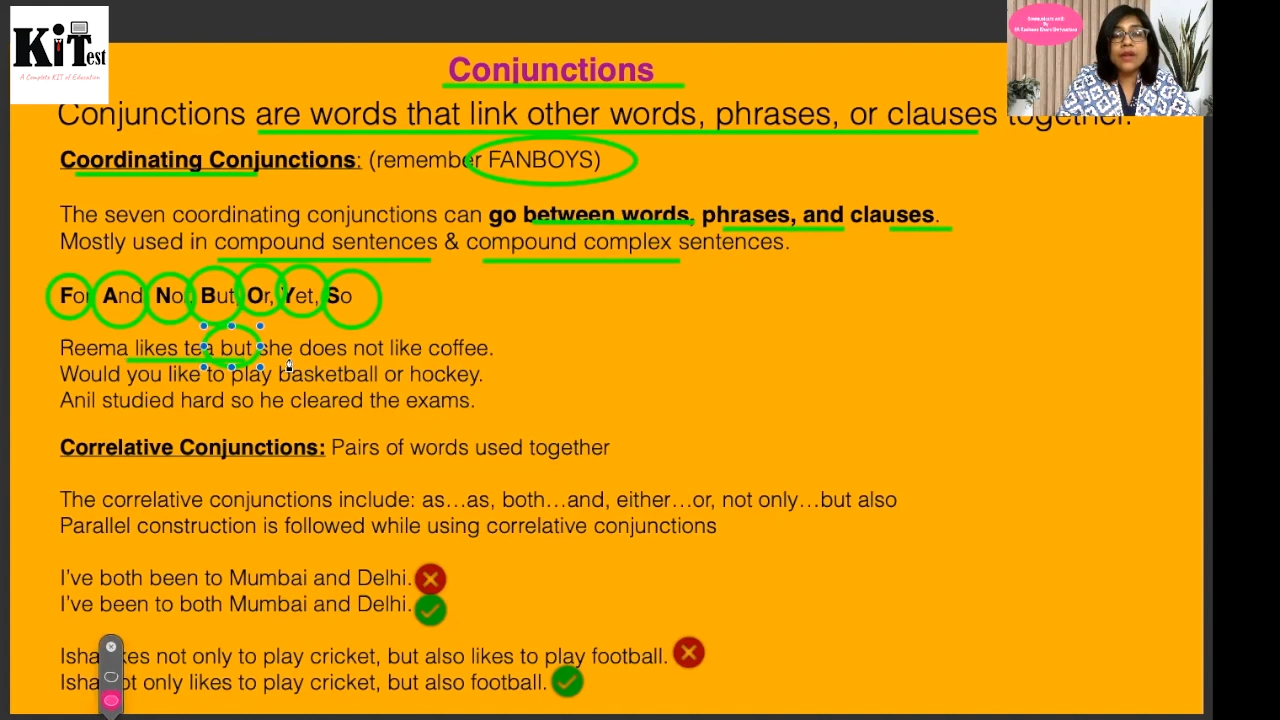 KiTest
A Complete KIT of Education
Conjunctions
Conjunctions are words that link other words, phrases, or clauses together.
Coordinating Conjunctions: (remember FANBOYS)
The seven coordinating conjunctions can go between words, phrases, and clauses.
Mostly used in compound sentences & compound complex sentences.
For, And, Nor, But, Or, Yet, So
Reema likes tea but she does not like coffee.
Would you like to play basketball or hockey.
Anil studied hard so he cleared the exams.
Correlative Conjunctions: Pairs of words used together
The correlative conjunctions include: as…as, both…and, either…or, not only…but also
Parallel construction is followed while using correlative conjunctions
I've both been to Mumbai and Delhi.
I've been to both Mumbai and Delhi.
Isha likes not only to play cricket, but also likes to play football.
Isha not only likes to play cricket, but also football.